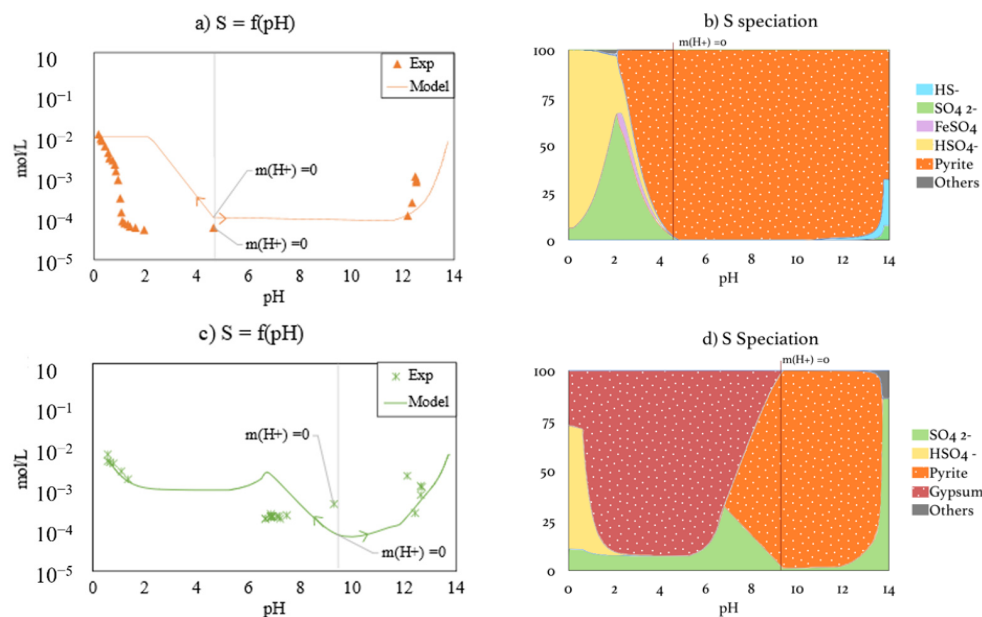 a) S = f(pH)
10
10⁻¹
10⁻²
10⁻³
10⁻⁴
10⁻⁵
mol/L
Exp
Model
m(H+) =0
m(H+) =0
0 2 4 6 8 10 12 14
pH
b) S speciation
m(H+) =0
100
75
50
25
0
0 2 4 6 8 10 12 14
pH
HS-
SO4 2-
FeSO4
HSO4-
Pyrite
Others
c) S = f(pH)
10
10⁻¹
10⁻²
10⁻³
10⁻⁴
10⁻⁵
mol/L
Exp
Model
m(H+) =0
m(H+) =0
0 2 4 6 8 10 12 14
pH
d) S Speciation
m(H+) =0
100
75
50
25
0
0 2 4 6 8 10 12 14
pH
SO4 2-
HSO4 -
Pyrite
Gypsum
Others